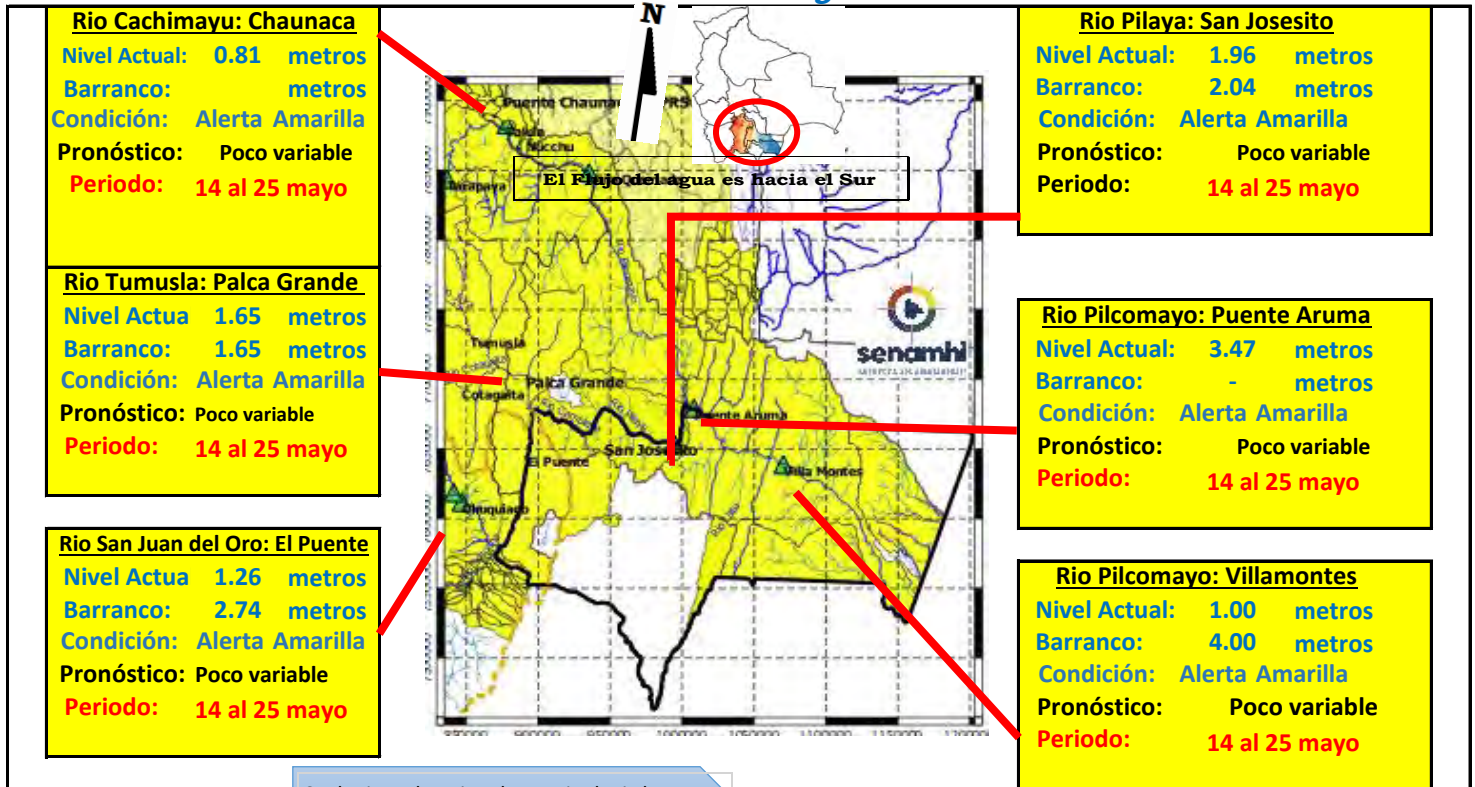 Rio Cachimayu: Chaunaca
Nivel Actual: 0.81 metros
Barranco: metros
Condición: Alerta Amarilla
Pronóstico: Poco variable
Periodo: 14 al 25 mayo
Rio Tumusla: Palca Grande
Nivel Actua 1.65 metros
Barranco: 1.65 metros
Condición: Alerta Amarilla
Pronóstico: Poco variable
Periodo: 14 al 25 mayo
Rio San Juan del Oro: El Puente
Nivel Actua 1.26 metros
Barranco: 2.74 metros
Condición: Alerta Amarilla
Pronóstico: Poco variable
Periodo: 14 al 25 mayo
N
Puente Chaunaca
El Flujo del agua es hacia el Sur
Tarapaya
Tumusla
Palca Grande
Cotagaita
Puente Aruma
San Josesito
El Puente
Villa Montes
Chuquiago
senamhi
Rio Pilaya: San Josesito
Nivel Actual: 1.96 metros
Barranco: 2.04 metros
Condición: Alerta Amarilla
Pronóstico: Poco variable
Periodo: 14 al 25 mayo
Rio Pilcomayo: Puente Aruma
Nivel Actual: 3.47 metros
Barranco: - metros
Condición: Alerta Amarilla
Pronóstico: Poco variable
Periodo: 14 al 25 mayo
Rio Pilcomayo: Villamontes
Nivel Actual: 1.00 metros
Barranco: 4.00 metros
Condición: Alerta Amarilla
Pronóstico: Poco variable
Periodo: 14 al 25 mayo